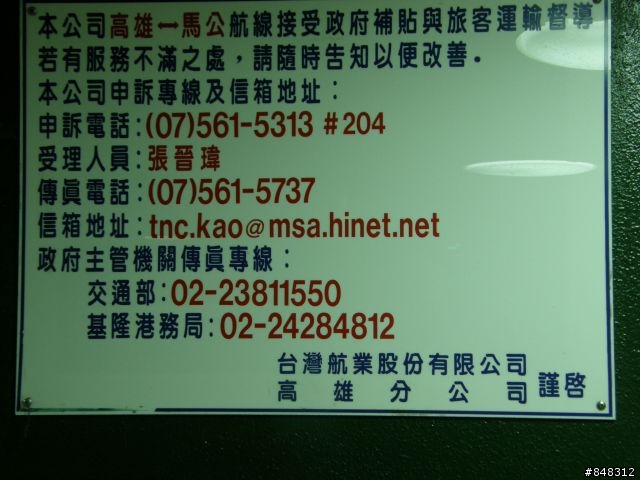 本公司高雄↔馬公航線接受政府補貼與旅客運輸督導
若有服務不滿之處，請隨時告知以便改善。
本公司申訴專線及信箱地址：
申訴電話：(07)561-5313 #204
受理人員：張晉瑋
傳眞電話：(07)561-5737
信箱地址：tnc.kao@msa.hinet.net
政府主管機關傳眞專線：
交通部：02-23811550
基隆港務局：02-24284812
台灣航業股份有限公司
高雄分公司 謹啓
#848312